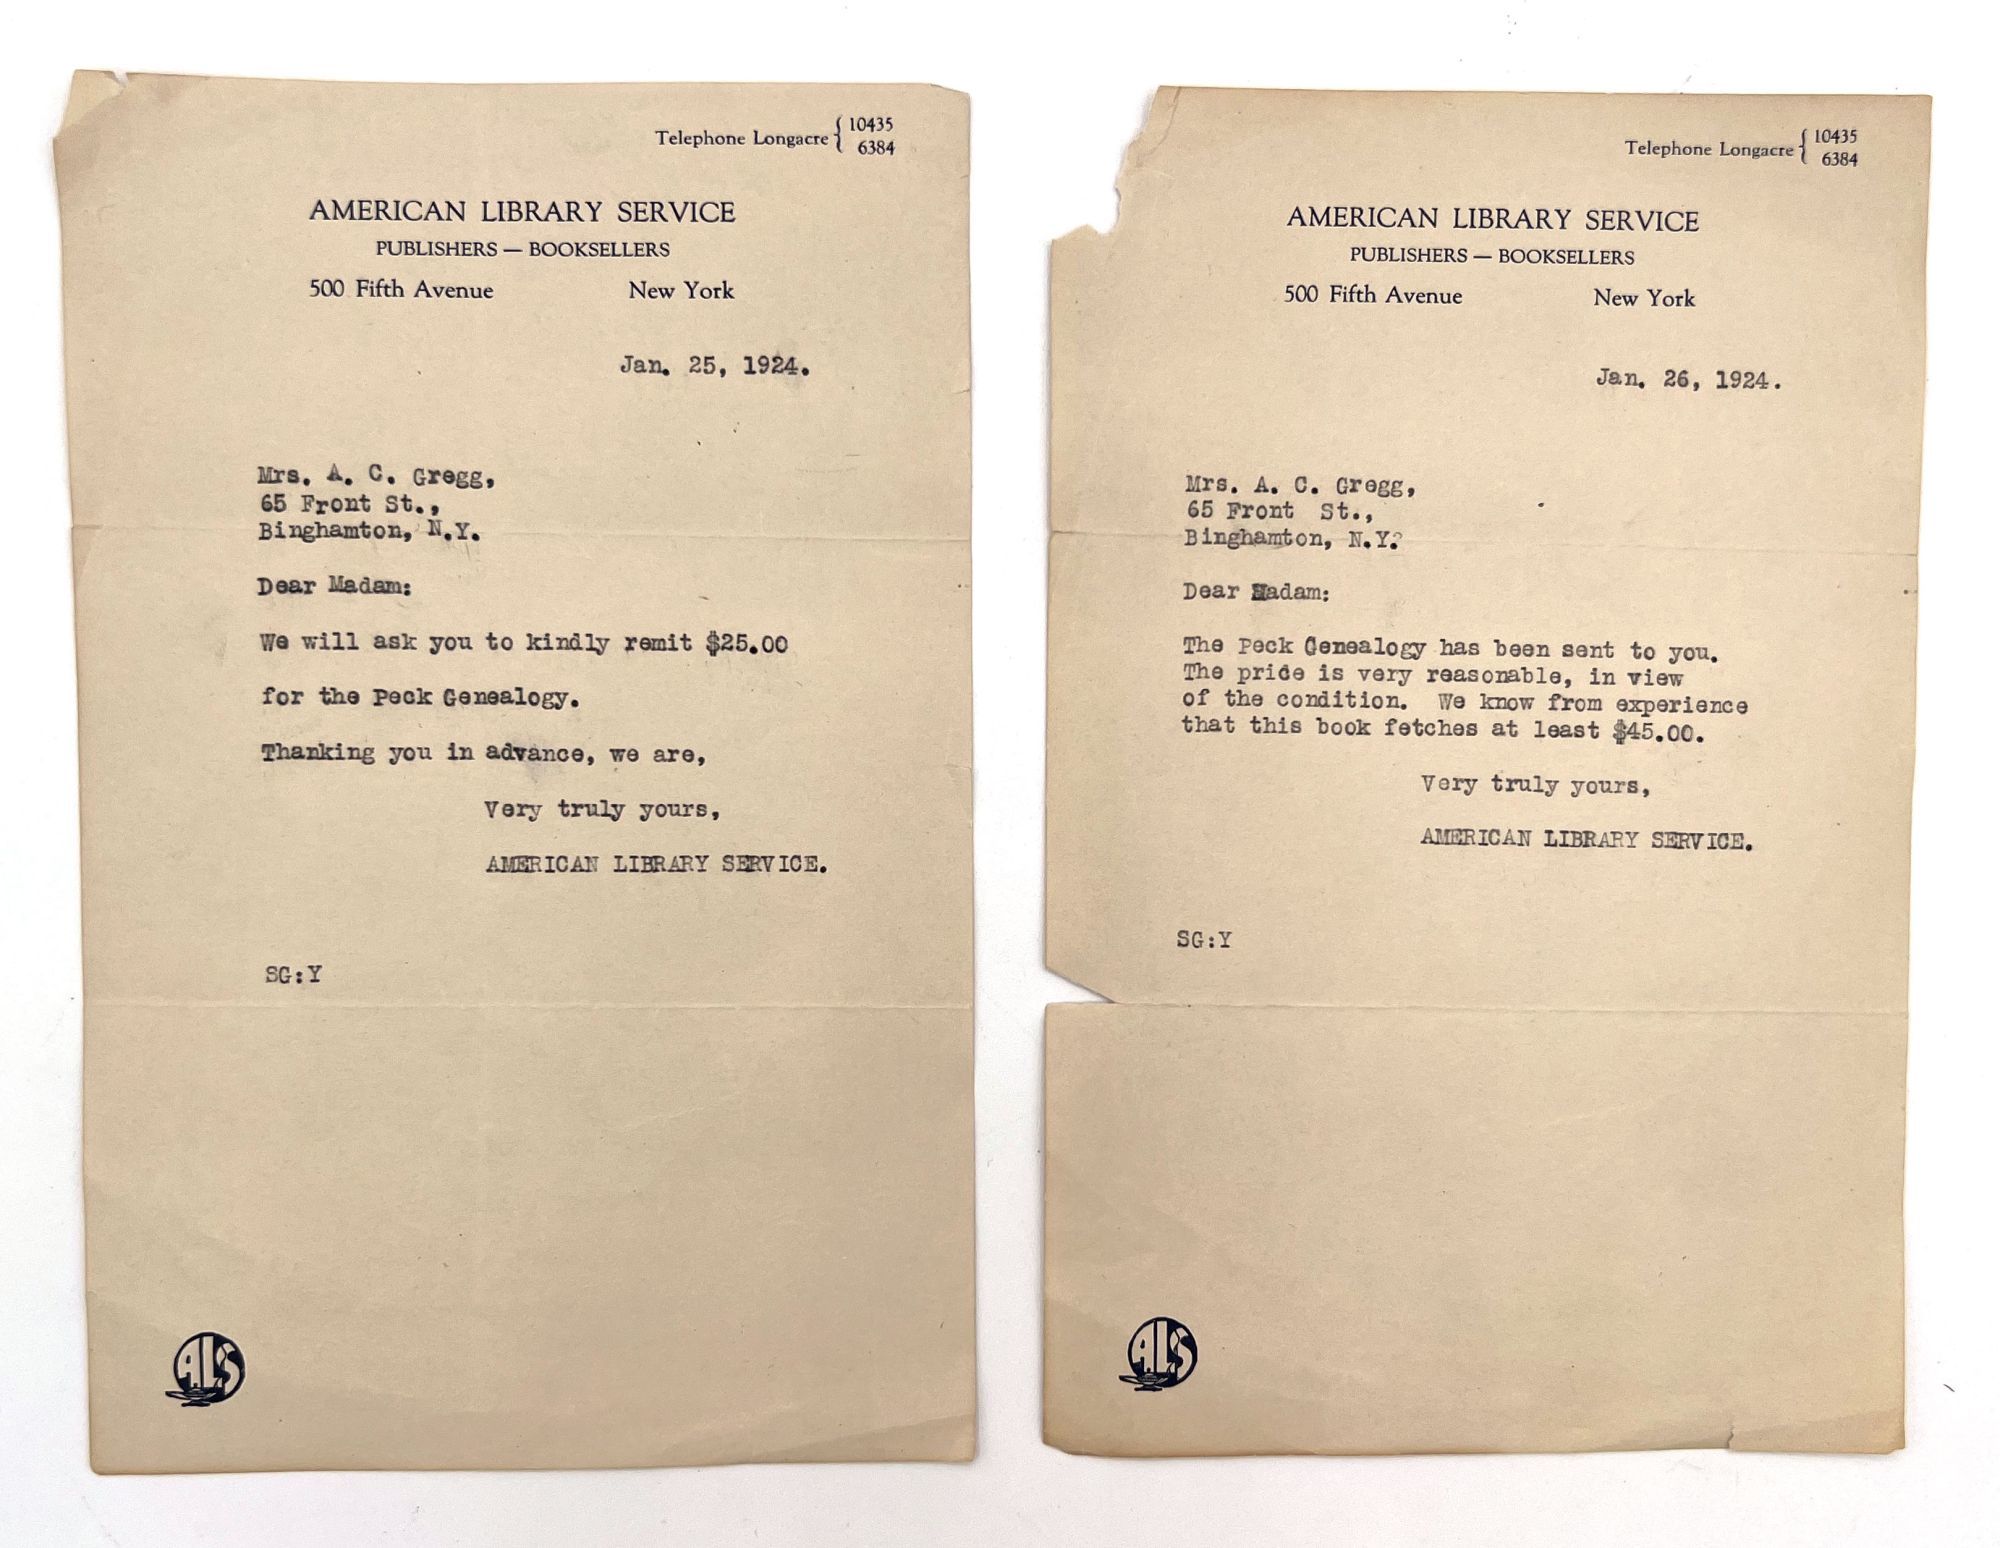 Telephone Longacre { 10435
6384
AMERICAN LIBRARY SERVICE
PUBLISHERS — BOOKSELLERS
500 Fifth Avenue New York
Jan. 25, 1924.
Mrs. A. C. Gregg,
65 Front St.,
Binghamton, N.Y.
Dear Madam:
We will ask you to kindly remit $25.00
for the Peck Genealogy.
Thanking you in advance, we are,
Very truly yours,
AMERICAN LIBRARY SERVICE.
SG:Y
ALS
Telephone Longacre { 10435
6384
AMERICAN LIBRARY SERVICE
PUBLISHERS — BOOKSELLERS
500 Fifth Avenue New York
Jan. 26, 1924.
Mrs. A. C. Gregg,
65 Front St.,
Binghamton, N.Y.
Dear Madam:
The Peck Genealogy has been sent to you.
The price is very reasonable, in view
of the condition. We know from experience
that this book fetches at least $45.00.
Very truly yours,
AMERICAN LIBRARY SERVICE.
SG:Y
ALS